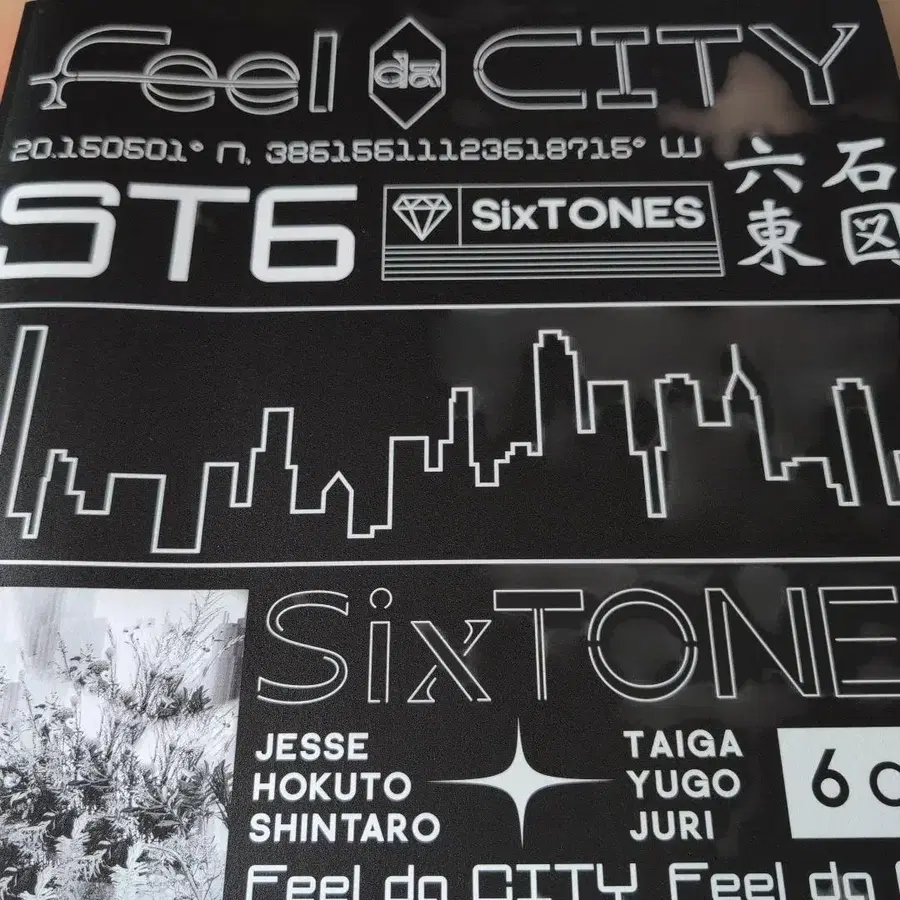 Feel da CITY
20.150501° n. 38615611123618715° W
ST6
SixTONES
六石
東図
SixTONE
JESSE
HOKUTO
SHINTARO
TAIGA
YUGO
JURI
6
Feel da CITY Feel da